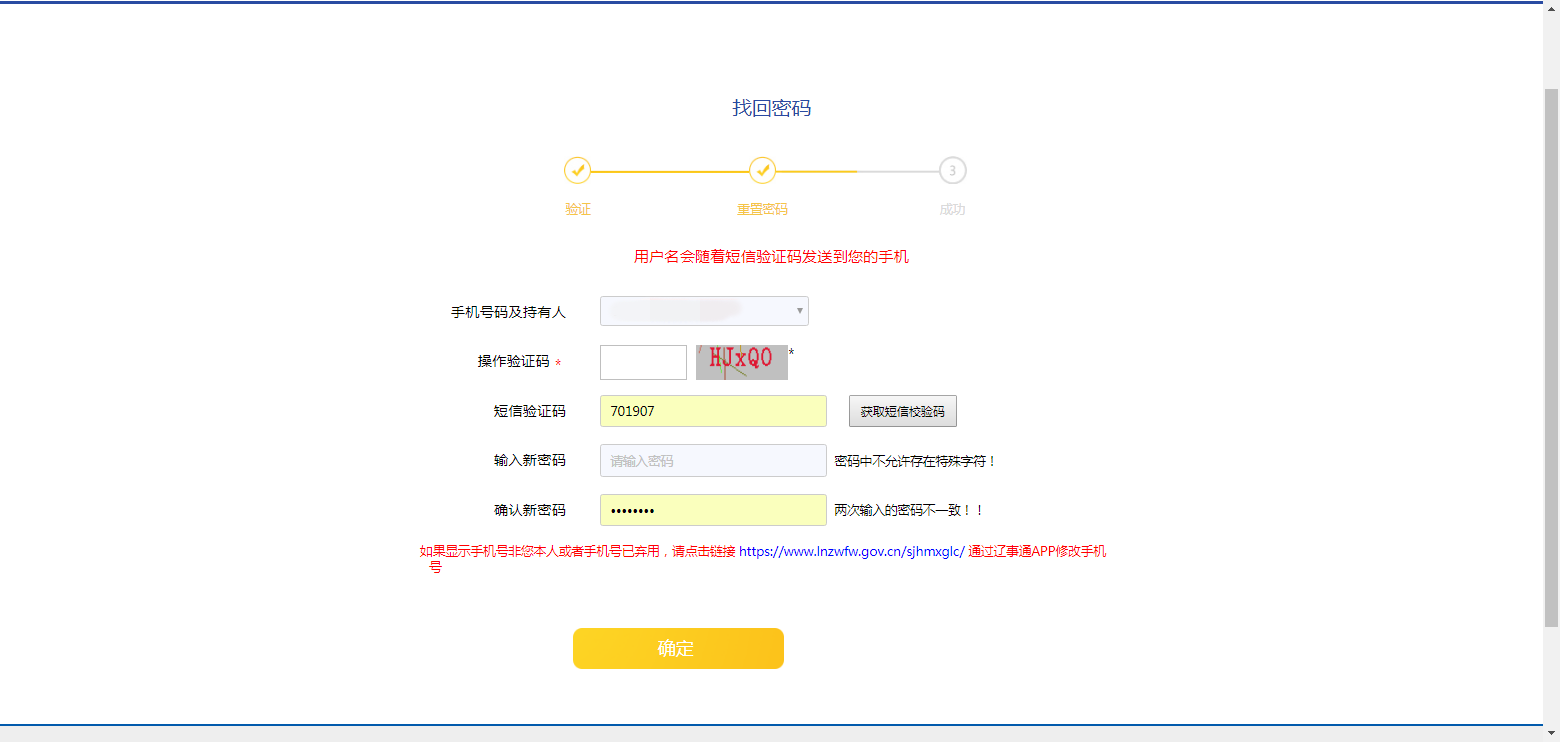 找回密码
3
验证 重置密码 成功
用户名会随着短信验证码发送到您的手机
手机号码及持有人
操作验证码 * HJxQO *
短信验证码 701907 获取短信校验码
输入新密码 请输入密码 密码中不允许存在特殊字符！
确认新密码 •••••••• 两次输入的密码不一致！！
如果显示手机号非您本人或者手机号已弃用，请点击链接 https://www.lnzwfw.gov.cn/sjhmxglc/ 通过辽事通APP修改手机
号
确定